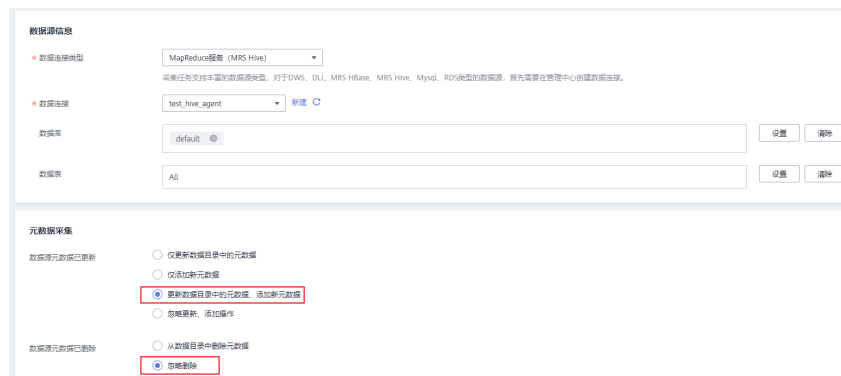 数据源信息
* 数据连接类型 MapReduce服务（MRS Hive）
采集任务支持丰富的数据源类型，对于DWS、DLI、MRS HBase、MRS Hive、Mysql、RDS类型的数据源，首先需要在管理中心创建数据连接。
* 数据连接 test_hive_agent 新建
数据库 default 设置 清除
数据表 All 设置 清除
元数据采集
数据源元数据已更新 仅更新数据目录中的元数据
仅添加新元数据
更新数据目录中的元数据、添加新元数据
忽略更新、添加操作
数据源元数据已删除 从数据目录中删除元数据
忽略删除